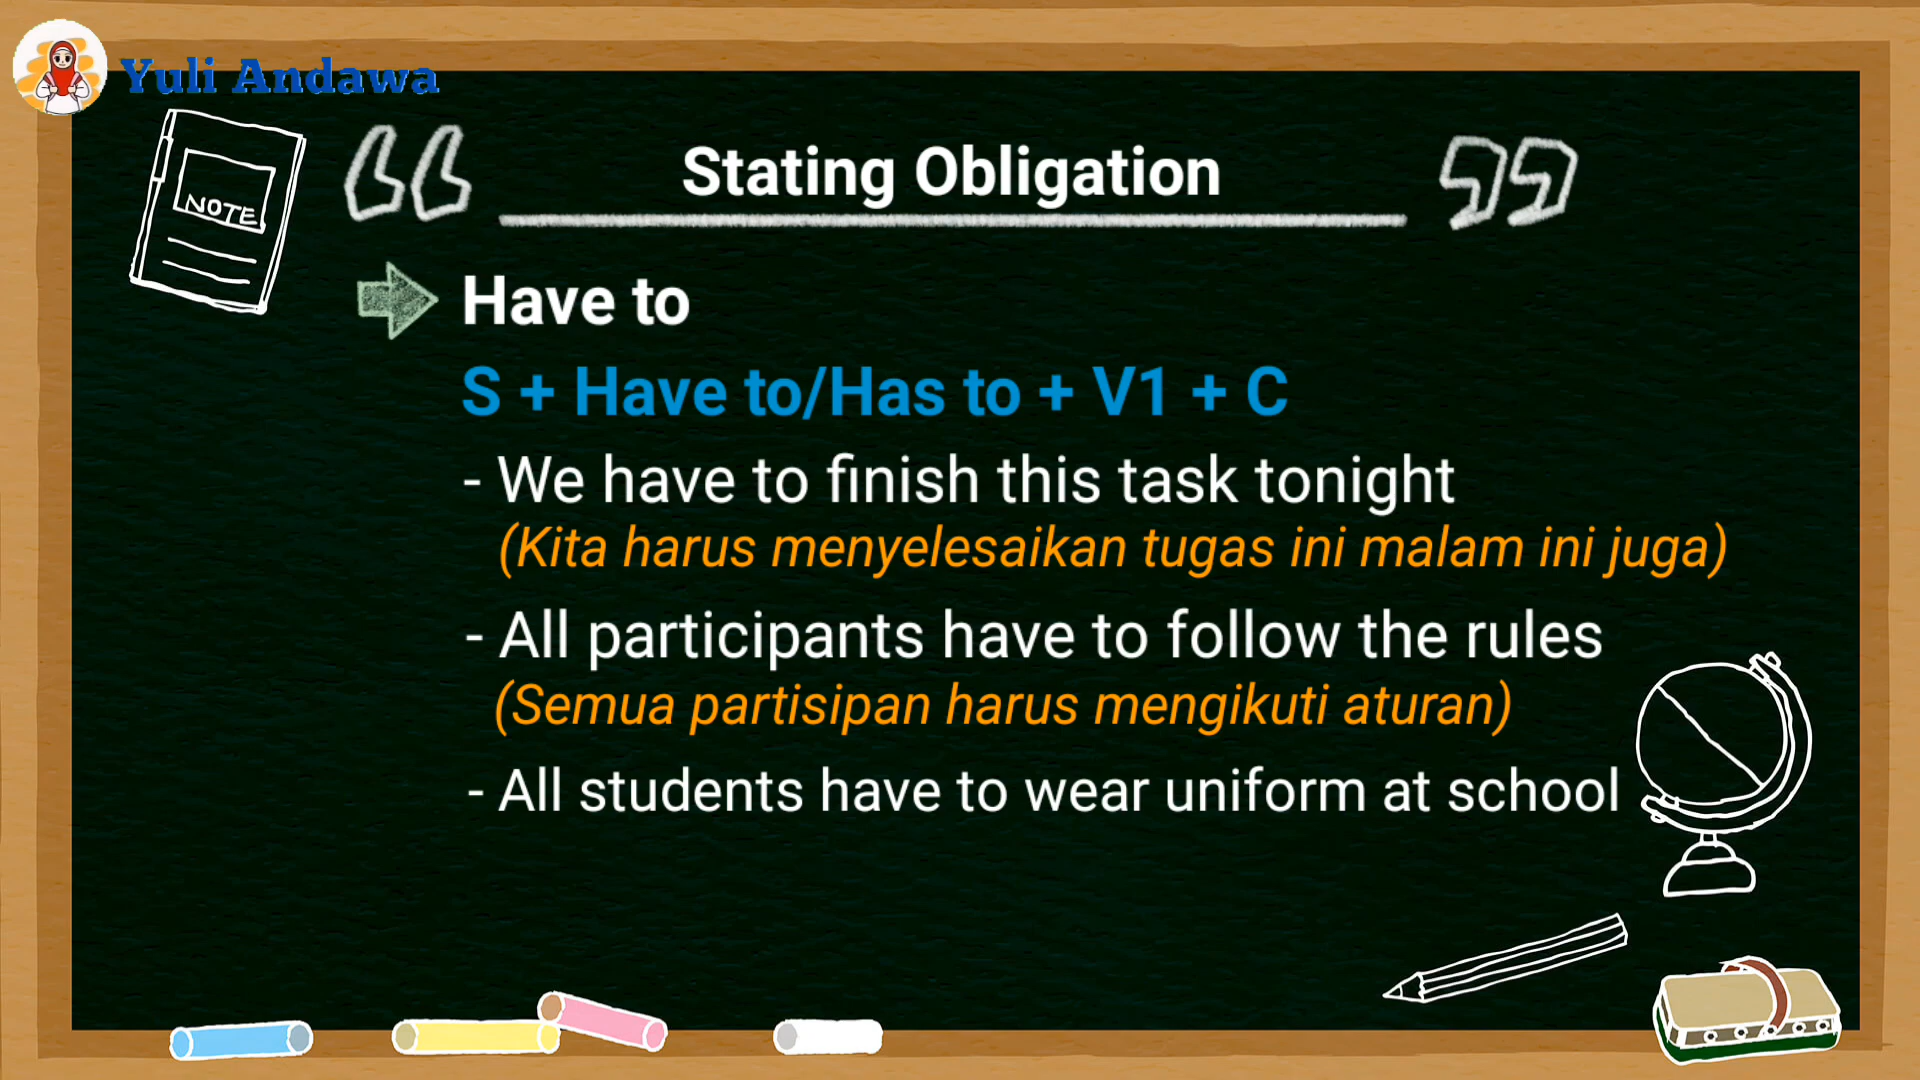 Yuli Andawa
NOTE
Stating Obligation
Have to
S + Have to/Has to + V1 + C
- We have to finish this task tonight
(Kita harus menyelesaikan tugas ini malam ini juga)
- All participants have to follow the rules
(Semua partisipan harus mengikuti aturan)
- All students have to wear uniform at school